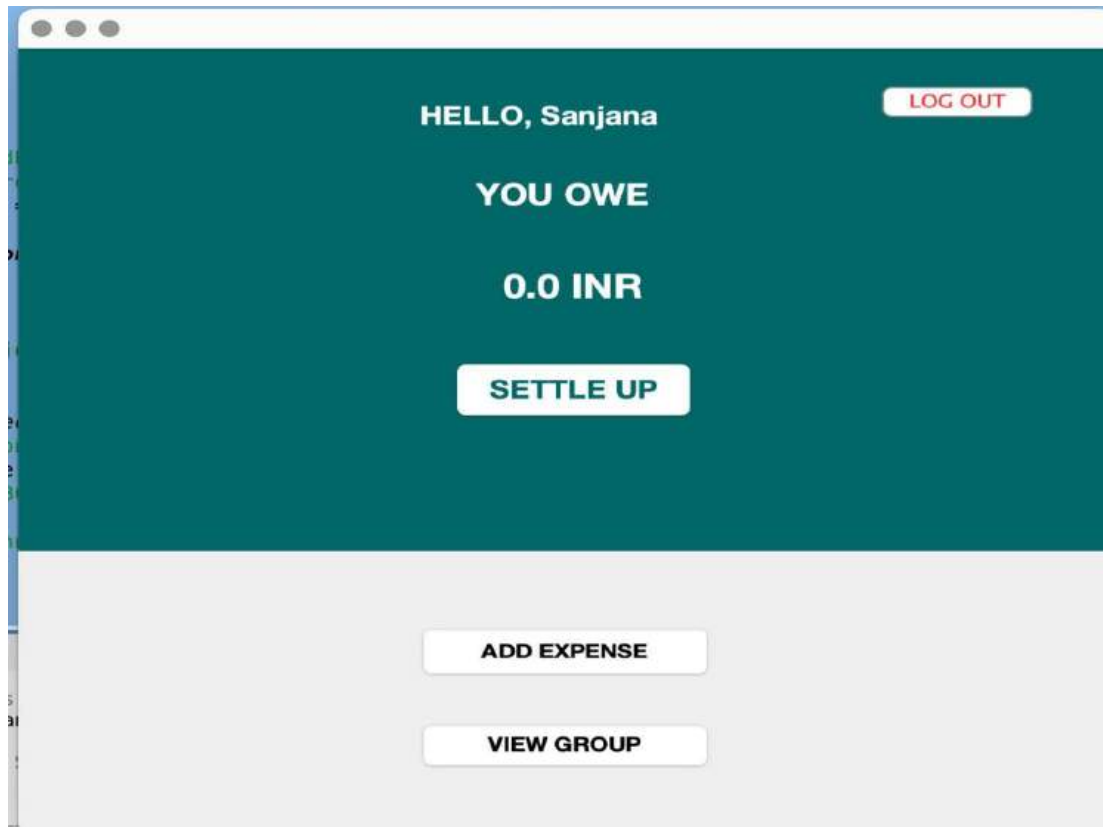 HELLO, Sanjana
LOG OUT
YOU OWE
0.0 INR
SETTLE UP
ADD EXPENSE
VIEW GROUP